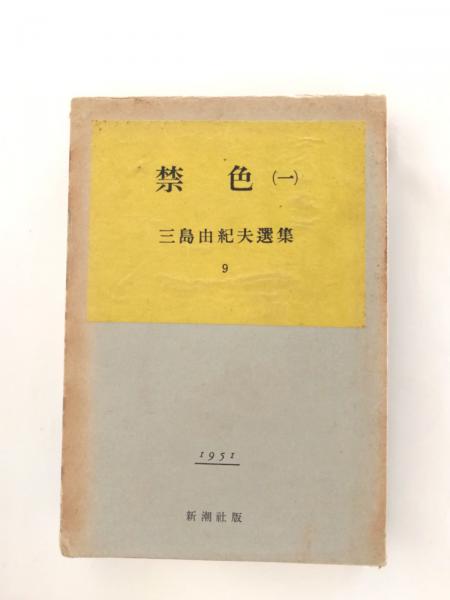 禁色 (一)
三島由紀夫選集
9
1951
新潮社版